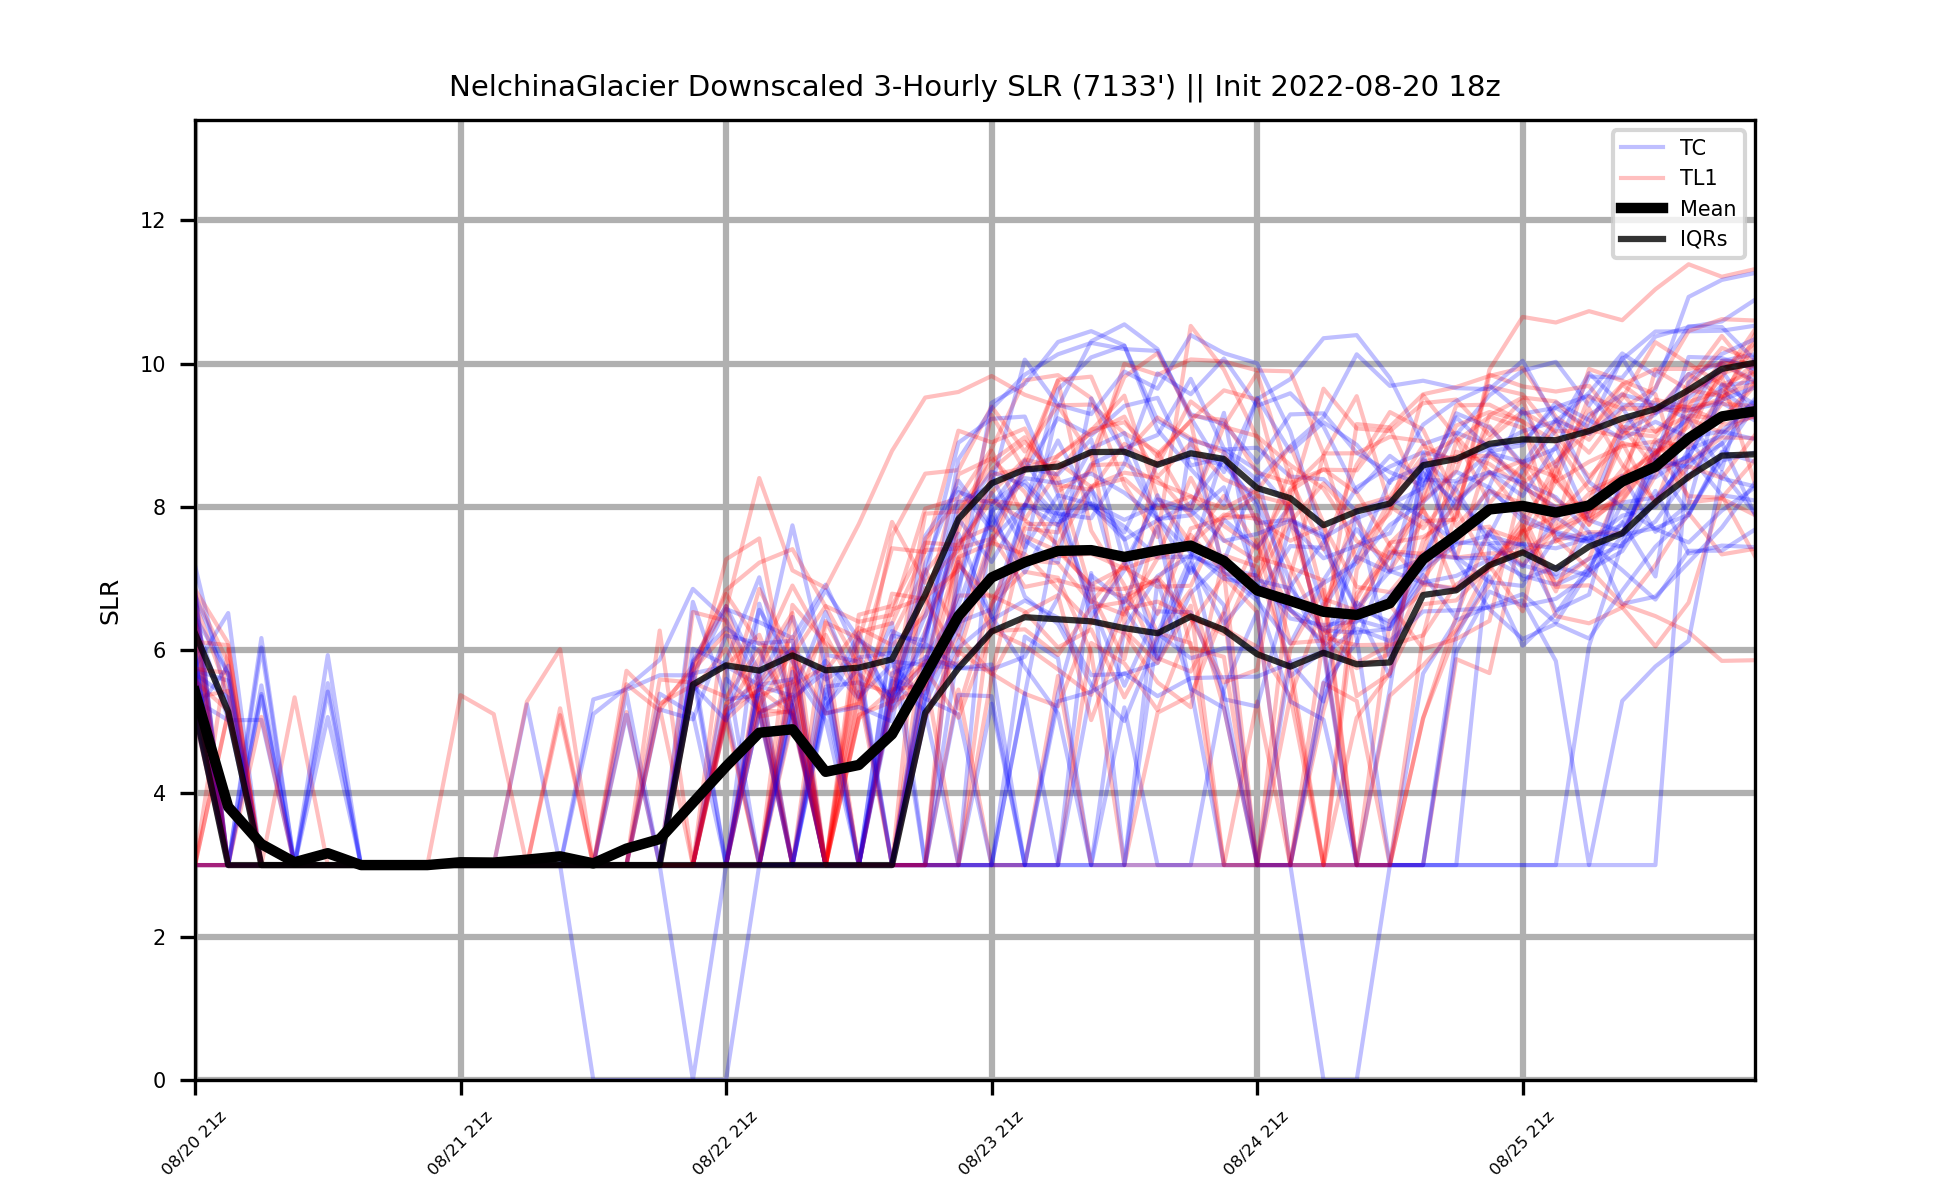 NelchinaGlacier Downscaled 3-Hourly SLR (7133') || Init 2022-08-20 18z
TC
TL1
Mean
IQRs
SLR
12
10
8
6
4
2
0
08/20 21z
08/21 21z
08/22 21z
08/23 21z
08/24 21z
08/25 21z